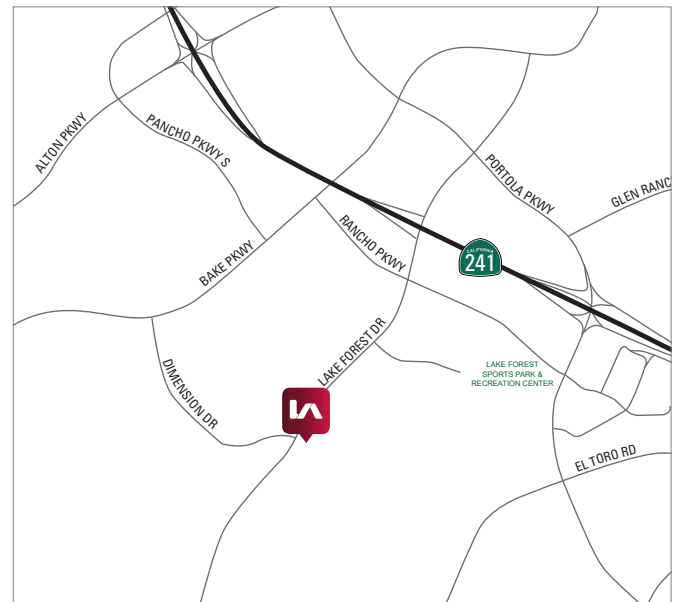 ALTON PKWY
PANCHO PKWY S
PORTOLA PKWY
GLEN RANC
BAKE PKWY
RANCHO PKWY
CALIFORNIA
241
LAKE FOREST DR
LAKE FOREST
SPORTS PARK &
RECREATION CENTER
DIMENSION DR
LA
EL TORO RD